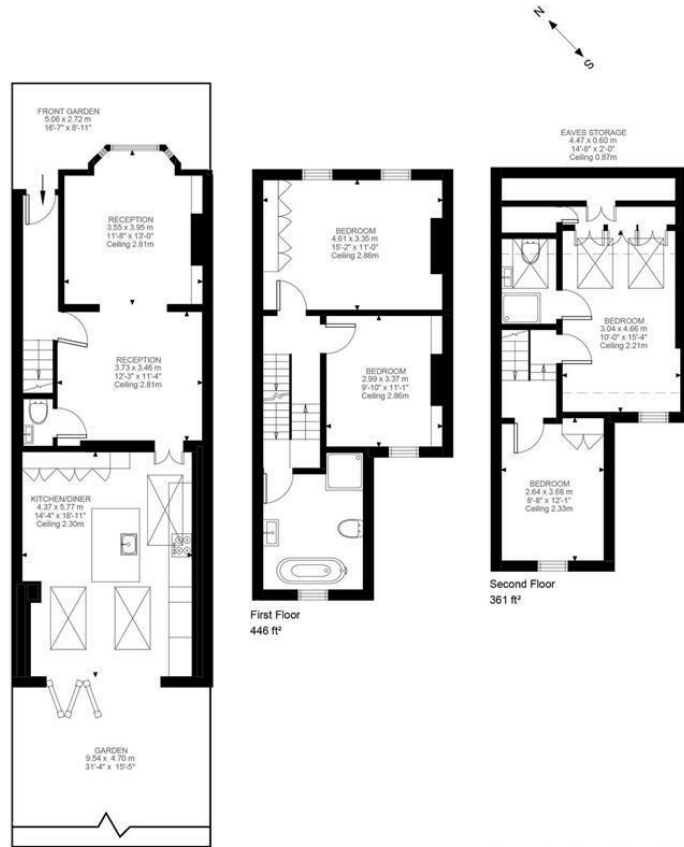 N
S
FRONT GARDEN
5.06 x 2.72 m
16'-7" x 8'-11"
RECEPTION
3.55 x 3.95 m
11'-8" x 13'-0"
Ceiling 2.81m
RECEPTION
3.73 x 3.46 m
12'-3" x 11'-4"
Ceiling 2.81m
KITCHEN/DINER
4.37 x 5.77 m
14'-4" x 18'-11"
Ceiling 2.30m
GARDEN
9.54 x 4.70 m
31'-4" x 15'-5"
BEDROOM
4.61 x 3.35 m
15'-2" x 11'-0"
Ceiling 2.86m
BEDROOM
2.99 x 3.37 m
9'-10" x 11'-1"
Ceiling 2.86m
First Floor
446 ft²
EAVES STORAGE
4.47 x 0.60 m
14'-8" x 2'-0"
Ceiling 0.87m
BEDROOM
3.04 x 4.66 m
10'-0" x 15'-4"
Ceiling 2.21m
BEDROOM
2.64 x 3.68 m
8'-8" x 12'-1"
Ceiling 2.33m
Second Floor
361 ft²